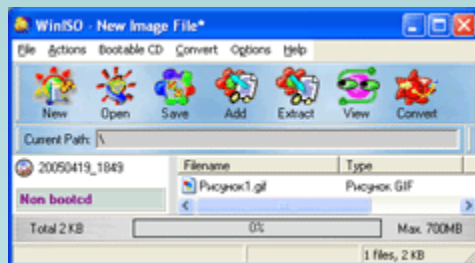 WinISO - New Image File*
File Actions Bootable CD Convert Options Help
New Open Save Add Extract View Convert
Current Path: \
20050419_1849
Filename Type
Рисунок1.gif Рисунок GIF
Non bootcd
Total 2 KB 0% Max. 700MB
1 files, 2 KB